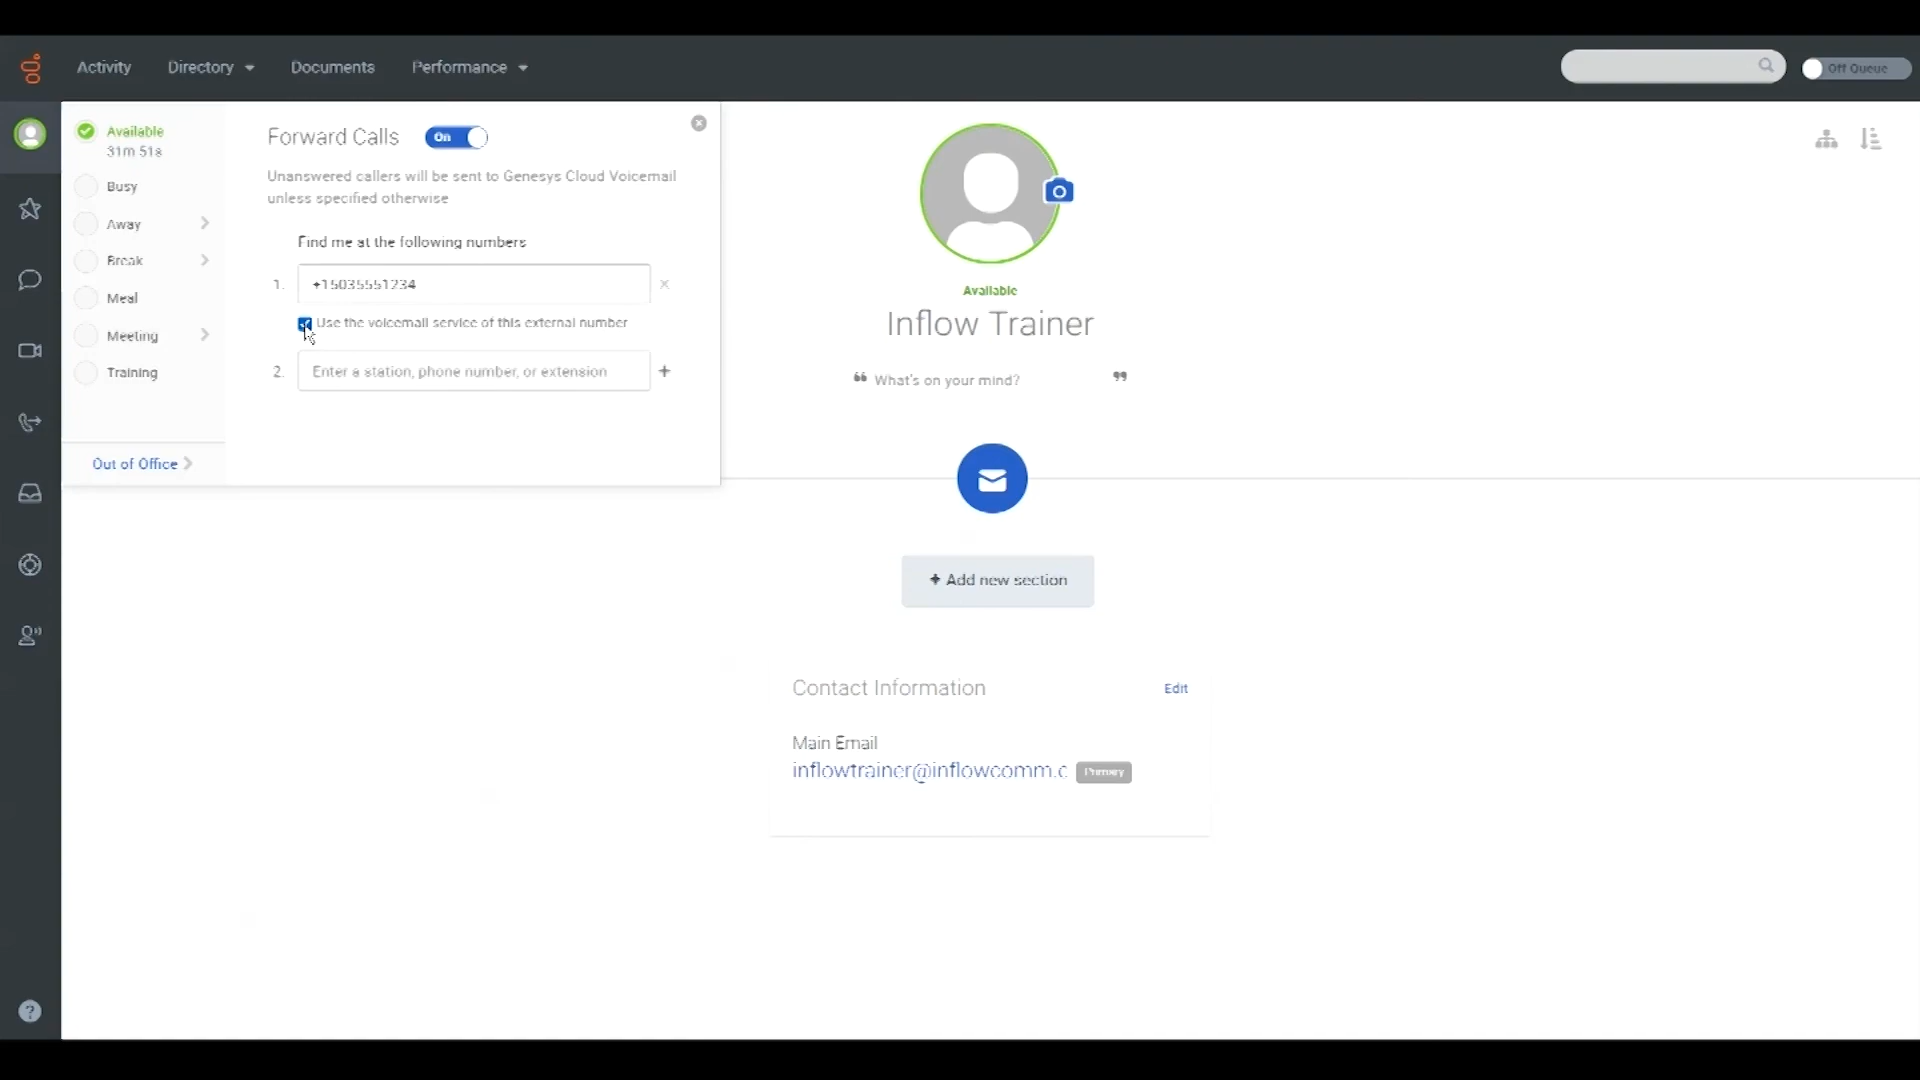 Activity
Directory
Documents
Performance
Off Queue
Available
31m 51s
Busy
Away
Break
Meal
Meeting
Training
Out of Office
Forward Calls
On
Unanswered callers will be sent to Genesys Cloud Voicemail
unless specified otherwise
Find me at the following numbers
1.
+15035551234
Use the voicemail service of this external number
2.
Enter a station, phone number, or extension
+
Available
Inflow Trainer
“ What's on your mind? ”
+ Add new section
Contact Information
Edit
Main Email
inflowtrainer@inflowcomm.c
Primary
?